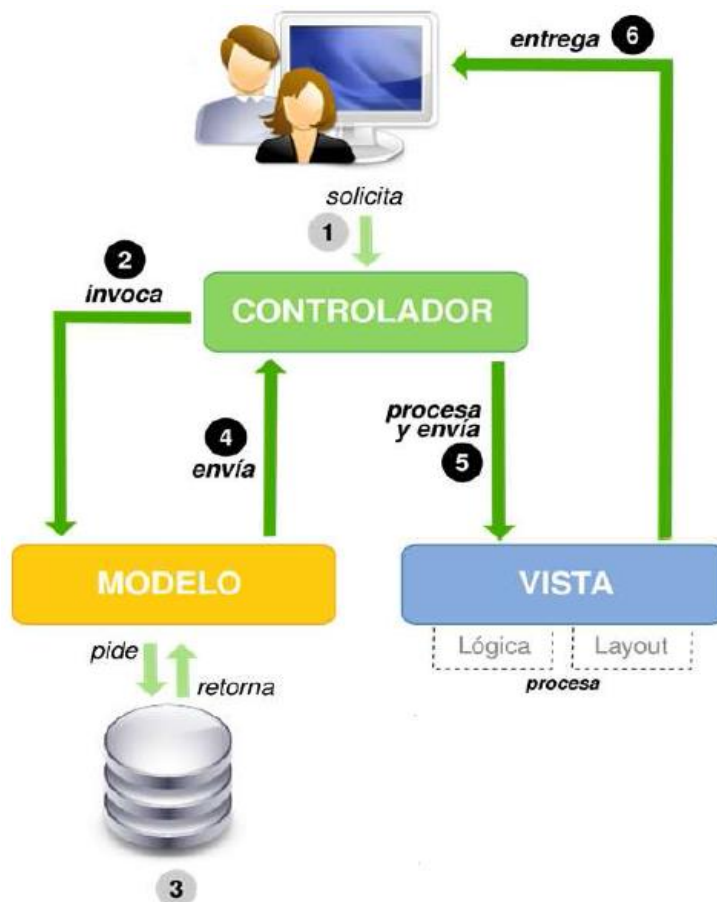 entrega 6
solicita
1
2
invoca
CONTROLADOR
4
envía
procesa
y envía
5
MODELO
VISTA
pide
retorna
Lógica
Layout
procesa
3